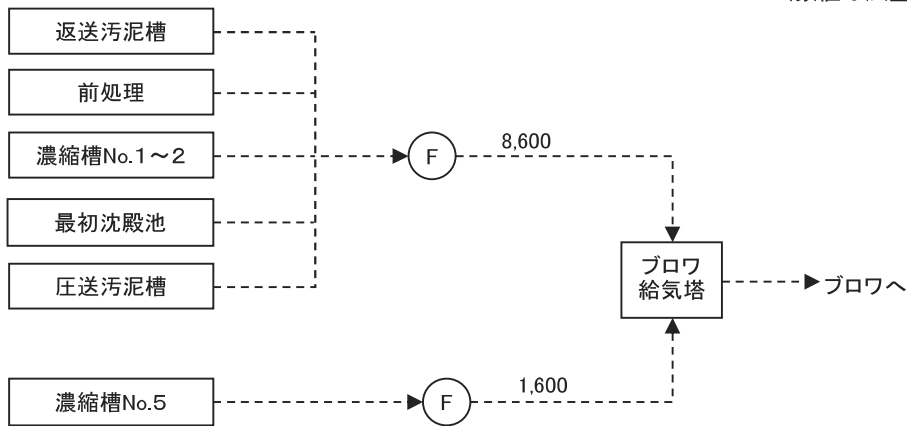 返送汚泥槽
前処理
濃縮槽No.1～2
最初沈殿池
圧送汚泥槽
F
8,600
ブロワ
給気塔
ブロワへ
濃縮槽No.5
F
1,600